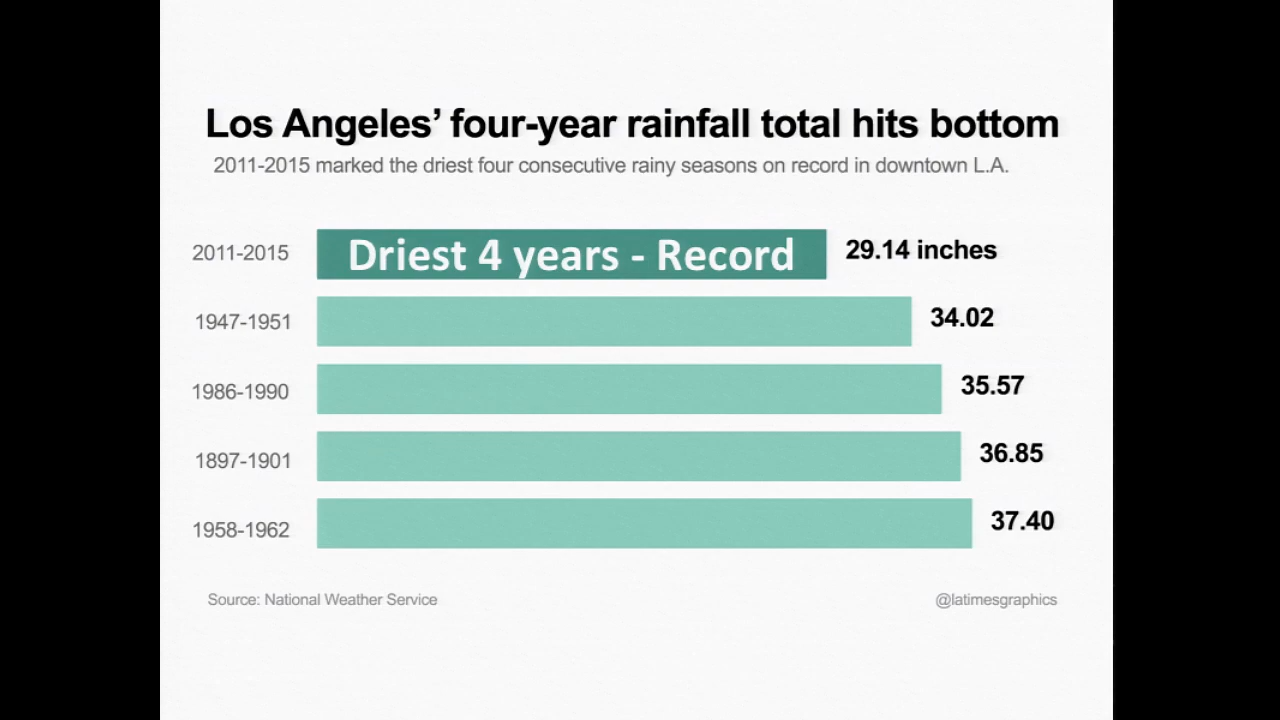 Los Angeles’ four-year rainfall total hits bottom
2011-2015 marked the driest four consecutive rainy seasons on record in downtown L.A.
2011-2015 Driest 4 years - Record 29.14 inches
1947-1951 34.02
1986-1990 35.57
1897-1901 36.85
1958-1962 37.40
Source: National Weather Service @latimesgraphics